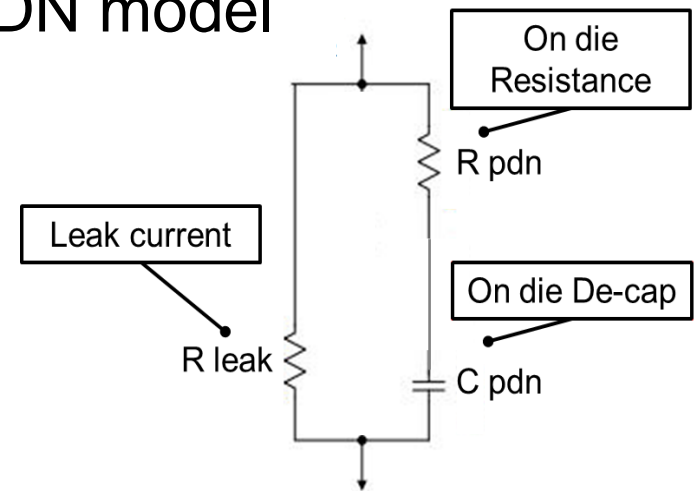 DN model
On die
Resistance
R pdn
Leak current
On die De-cap
R leak
C pdn